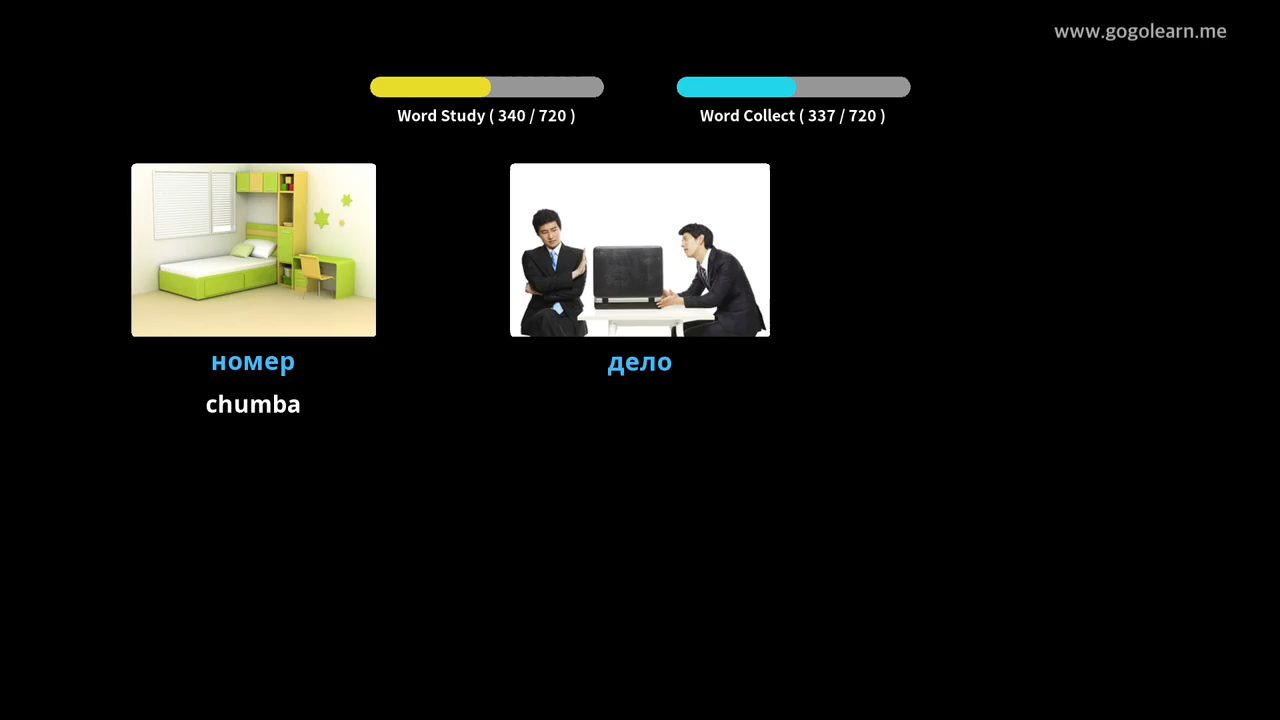 www.gogolearn.me
Word Study ( 340 / 720 )
Word Collect ( 337 / 720 )
номер
дело
chumba